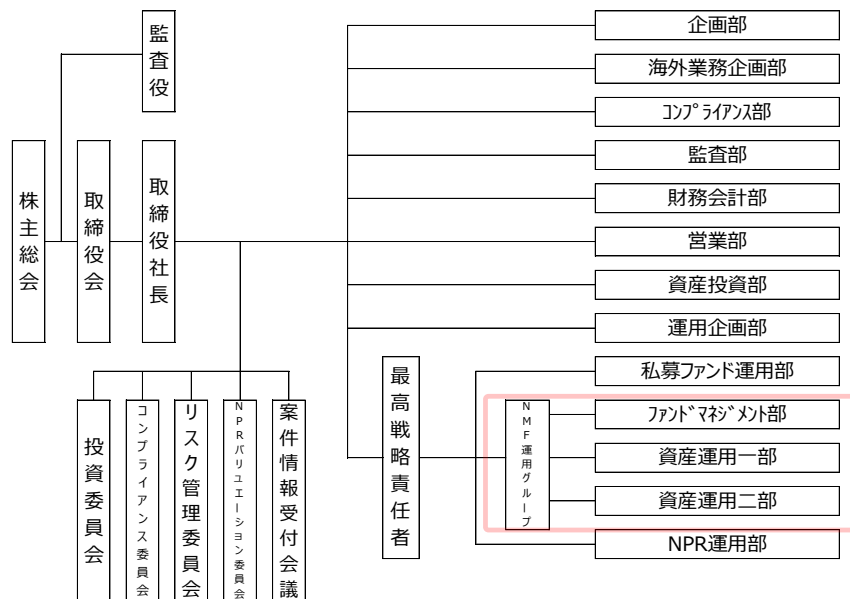 監査役
株主総会
取締役会
取締役社長
企画部
海外業務企画部
ｺﾝﾌﾟﾗｲｱﾝｽ部
監査部
財務会計部
営業部
資産投資部
運用企画部
最高戦略責任者
私募ファンド運用部
NMF運用グループ
ﾌｧﾝﾄﾞﾏﾈｼﾞﾒﾝﾄ部
資産運用一部
資産運用二部
NPR運用部
投資委員会
コンプライアンス委員会
リスク管理委員会
NPRバリュエーション委員会
案件情報受付会議